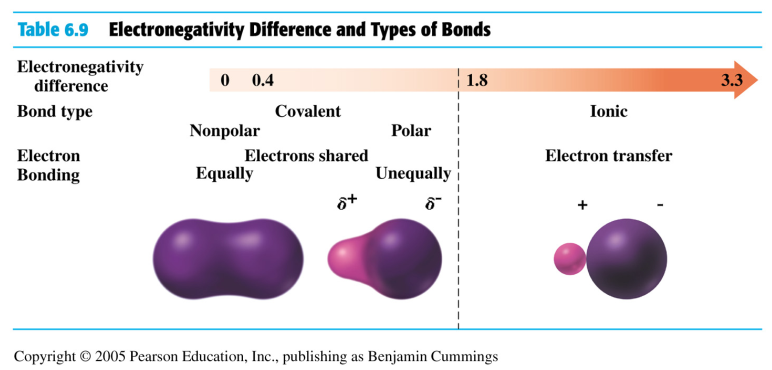 Table 6.9 Electronegativity Difference and Types of Bonds
Electronegativity
difference
0 0.4 1.8 3.3
Bond type Covalent Ionic
Nonpolar Polar
Electron Electrons shared Electron transfer
Bonding Equally Unequally
δ+ δ- + -
Copyright © 2005 Pearson Education, Inc., publishing as Benjamin Cummings